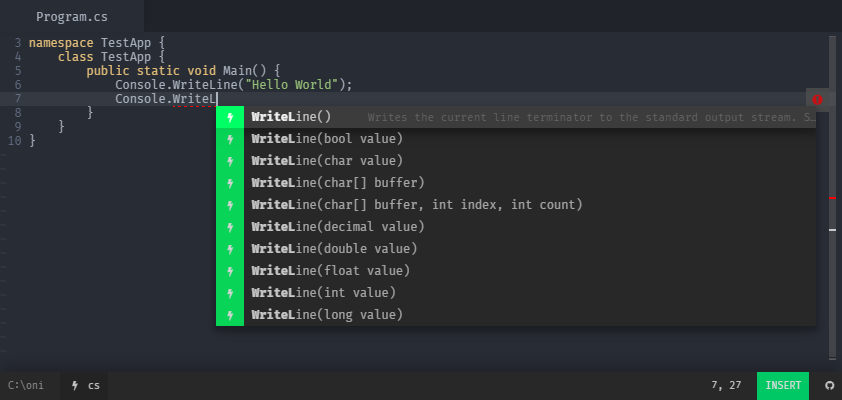 Program.cs
3 namespace TestApp {
4     class TestApp {
5         public static void Main() {
6             Console.WriteLine("Hello World");
7             Console.WriteL
8         }
9     }
10 }
WriteLine() Writes the current line terminator to the standard output stream. S…
WriteLine(bool value)
WriteLine(char value)
WriteLine(char[] buffer)
WriteLine(char[] buffer, int index, int count)
WriteLine(decimal value)
WriteLine(double value)
WriteLine(float value)
WriteLine(int value)
WriteLine(long value)
C:\oni cs 7, 27 INSERT